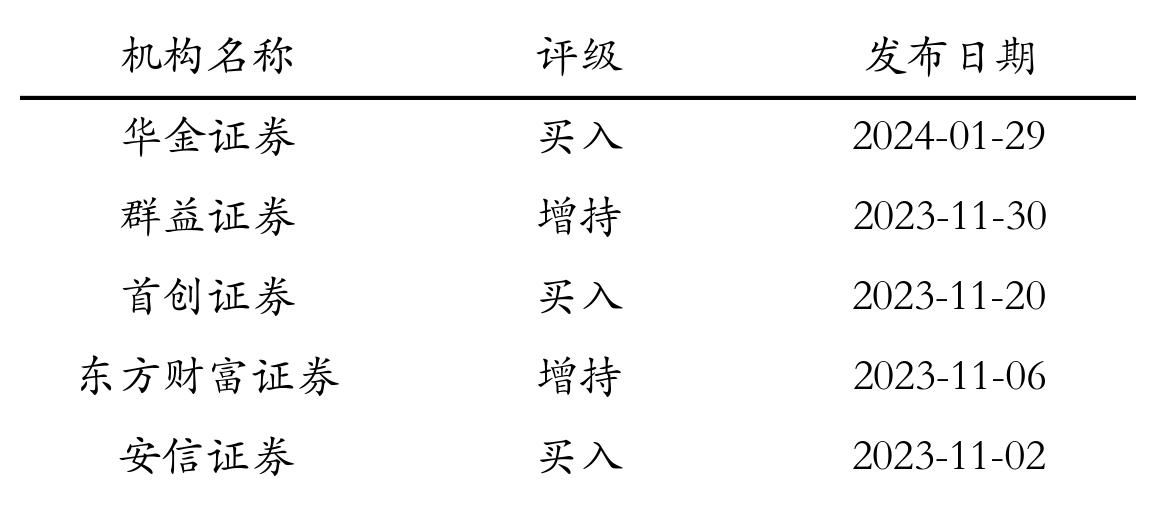 机构名称 评级 发布日期
华金证券 买入 2024-01-29
群益证券 增持 2023-11-30
首创证券 买入 2023-11-20
东方财富证券 增持 2023-11-06
安信证券 买入 2023-11-02